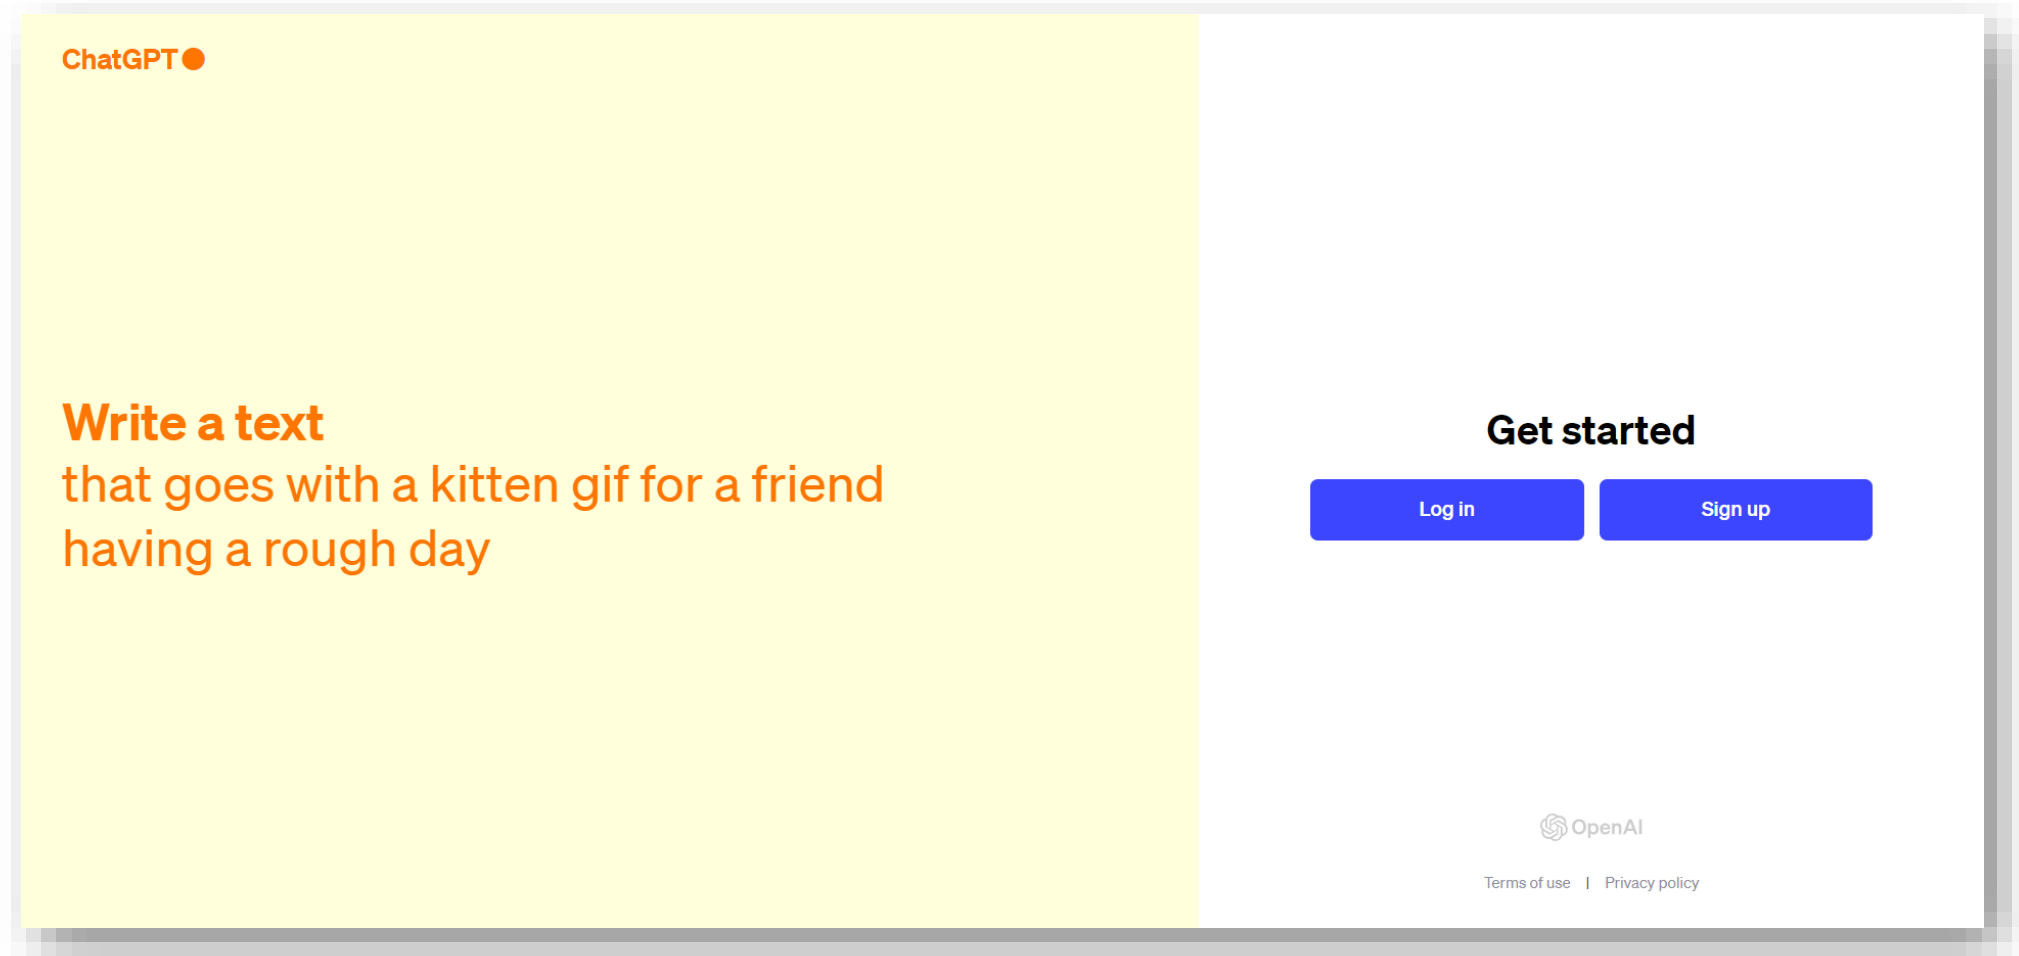 ChatGPT
Write a text
that goes with a kitten gif for a friend
having a rough day
Get started
Log in
Sign up
OpenAI
Terms of use | Privacy policy